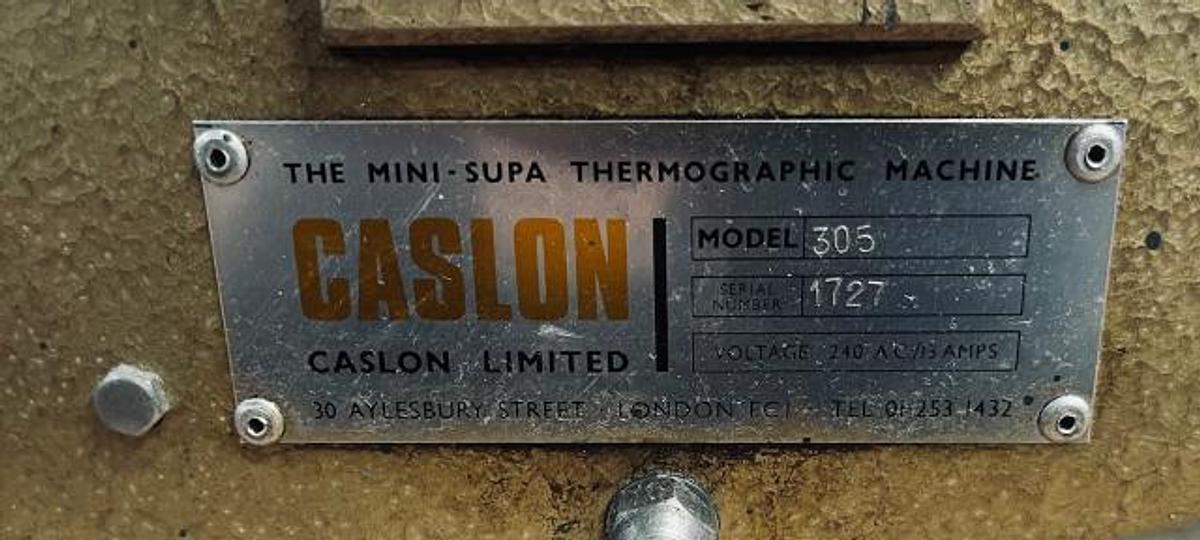 THE MINI-SUPA THERMOGRAPHIC MACHINE
CASLON
CASLON LIMITED
MODEL 305
SERIAL NUMBER 1727
VOLTAGE 240 A.C./13 AMPS
30 AYLESBURY STREET · LONDON EC1 · TEL 01-253 1432